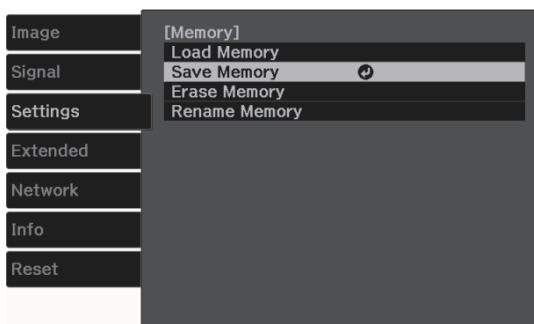 Image
Signal
Settings
Extended
Network
Info
Reset
[Memory]
Load Memory
Save Memory
Erase Memory
Rename Memory